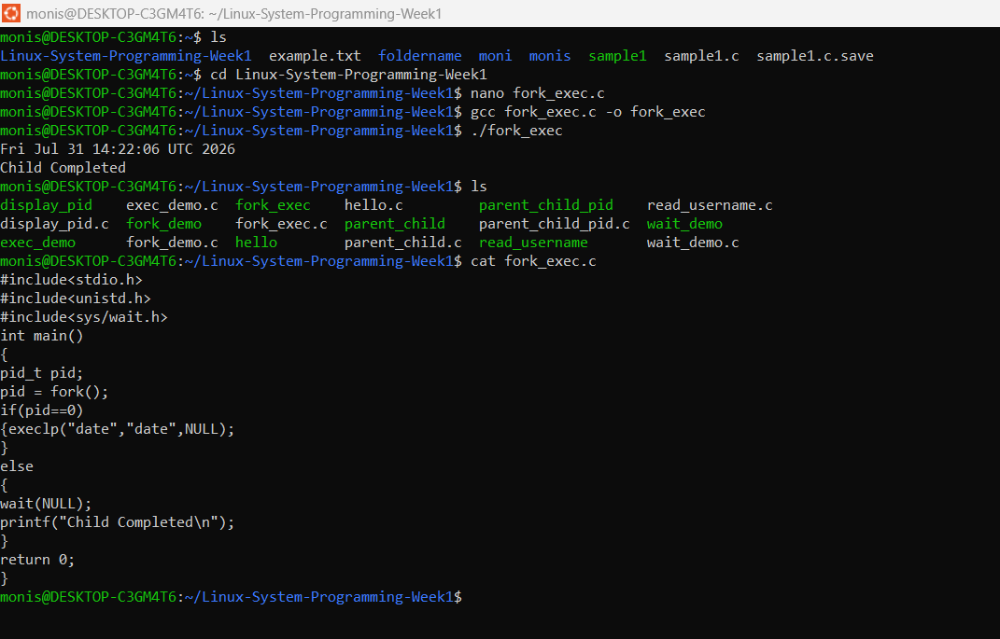 monis@DESKTOP-C3GM4T6: ~/Linux-System-Programming-Week1
monis@DESKTOP-C3GM4T6:~$ ls
Linux-System-Programming-Week1  example.txt  foldername  moni  monis  sample1  sample1.c  sample1.c.save
monis@DESKTOP-C3GM4T6:~$ cd Linux-System-Programming-Week1
monis@DESKTOP-C3GM4T6:~/Linux-System-Programming-Week1$ nano fork_exec.c
monis@DESKTOP-C3GM4T6:~/Linux-System-Programming-Week1$ gcc fork_exec.c -o fork_exec
monis@DESKTOP-C3GM4T6:~/Linux-System-Programming-Week1$ ./fork_exec
Fri Jul 31 14:22:06 UTC 2026
Child Completed
monis@DESKTOP-C3GM4T6:~/Linux-System-Programming-Week1$ ls
display_pid    exec_demo.c  fork_exec    hello.c         parent_child_pid    read_username.c
display_pid.c  fork_demo    fork_exec.c  parent_child    parent_child_pid.c  wait_demo
exec_demo      fork_demo.c  hello        parent_child.c  read_username       wait_demo.c
monis@DESKTOP-C3GM4T6:~/Linux-System-Programming-Week1$ cat fork_exec.c
#include<stdio.h>
#include<unistd.h>
#include<sys/wait.h>
int main()
{
pid_t pid;
pid = fork();
if(pid==0)
{execlp("date","date",NULL);
}
else
{
wait(NULL);
printf("Child Completed\n");
}
return 0;
}
monis@DESKTOP-C3GM4T6:~/Linux-System-Programming-Week1$